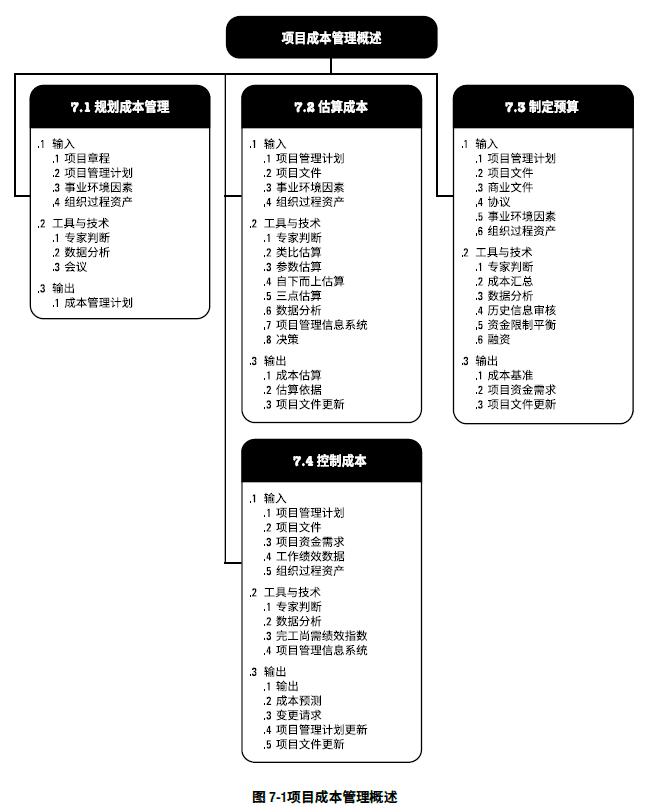 项目成本管理概述
7.1 规划成本管理
.1 输入
.1 项目章程
.2 项目管理计划
.3 事业环境因素
.4 组织过程资产
.2 工具与技术
.1 专家判断
.2 数据分析
.3 会议
.3 输出
.1 成本管理计划
7.2 估算成本
.1 输入
.1 项目管理计划
.2 项目文件
.3 事业环境因素
.4 组织过程资产
.2 工具与技术
.1 专家判断
.2 类比估算
.3 参数估算
.4 自下而上估算
.5 三点估算
.6 数据分析
.7 项目管理信息系统
.8 决策
.3 输出
.1 成本估算
.2 估算依据
.3 项目文件更新
7.3 制定预算
.1 输入
.1 项目管理计划
.2 项目文件
.3 商业文件
.4 协议
.5 事业环境因素
.6 组织过程资产
.2 工具与技术
.1 专家判断
.2 成本汇总
.3 数据分析
.4 历史信息审核
.5 资金限制平衡
.6 融资
.3 输出
.1 成本基准
.2 项目资金需求
.3 项目文件更新
7.4 控制成本
.1 输入
.1 项目管理计划
.2 项目文件
.3 项目资金需求
.4 工作绩效数据
.5 组织过程资产
.2 工具与技术
.1 专家判断
.2 数据分析
.3 完工尚需绩效指数
.4 项目管理信息系统
.3 输出
.1 输出
.2 成本预测
.3 变更请求
.4 项目管理计划更新
.5 项目文件更新
图 7-1项目成本管理概述